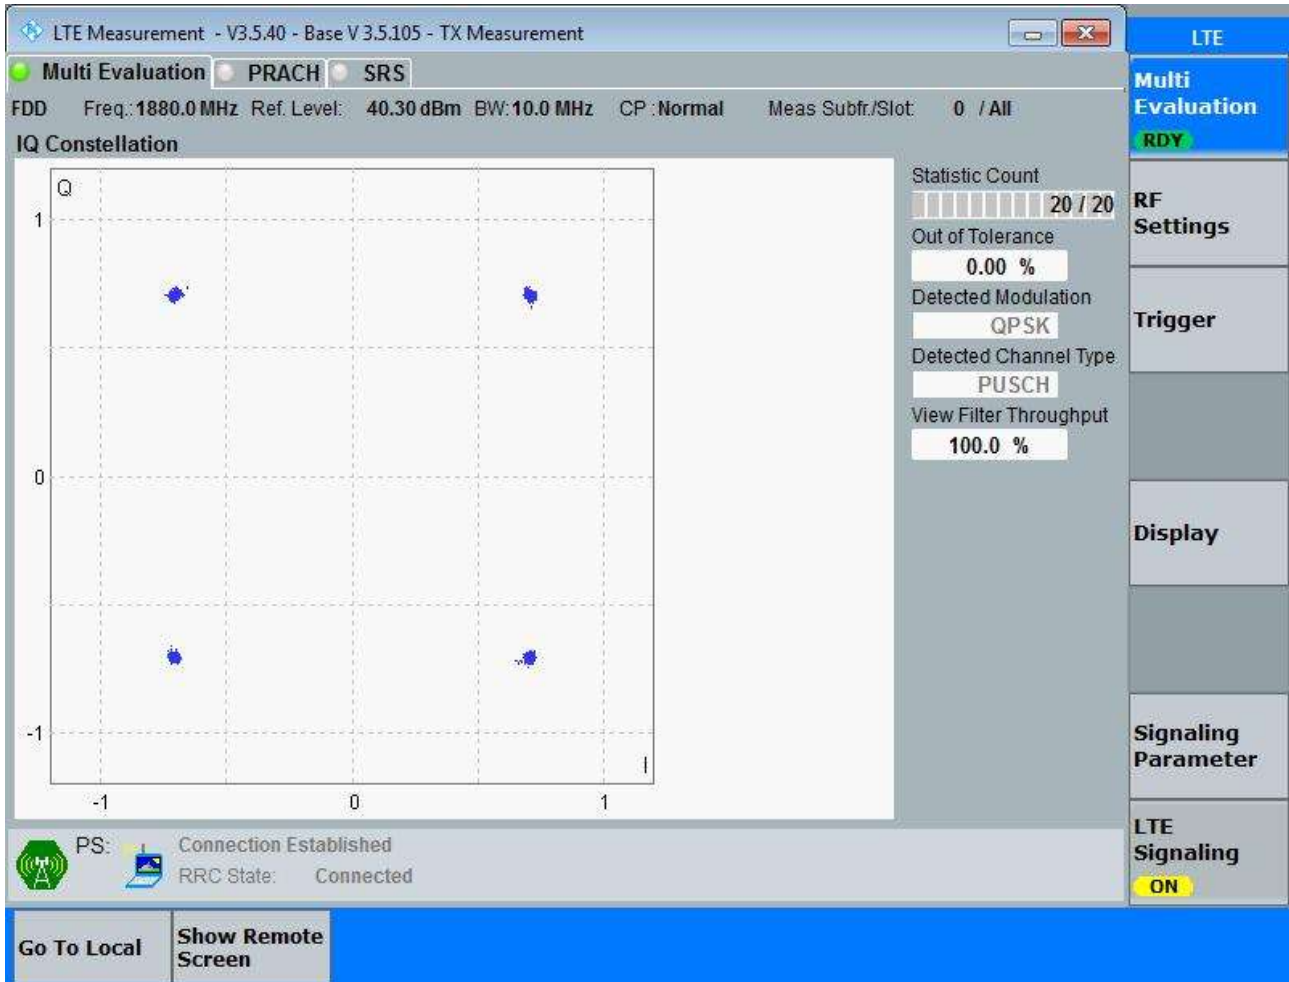 LTE Measurement - V3.5.40 - Base V 3.5.105 - TX Measurement
LTE
Multi Evaluation PRACH SRS
FDD Freq.:1880.0 MHz Ref. Level: 40.30 dBm BW:10.0 MHz CP :Normal Meas Subfr./Slot: 0 / All
IQ Constellation
Q
1
0
-1
I
-1 0 1
Statistic Count
20 / 20
Out of Tolerance
0.00 %
Detected Modulation
QPSK
Detected Channel Type
PUSCH
View Filter Throughput
100.0 %
Multi
Evaluation
RDY
RF
Settings
Trigger
Display
Signaling
Parameter
LTE
Signaling
ON
PS: Connection Established
RRC State: Connected
Go To Local
Show Remote
Screen